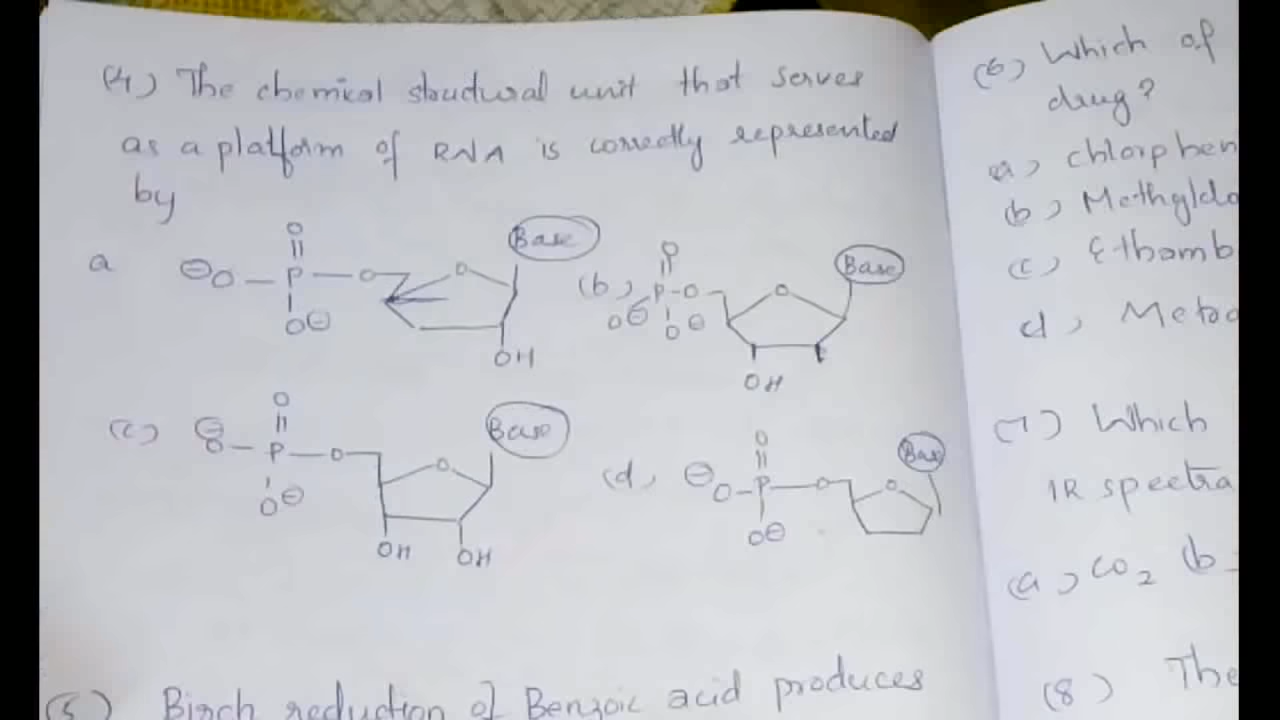 (4) The chemical structural unit that serves
as a platform of RNA is correctly represented
by
a
O
Base
⊖O-P-O
O
O⊖
OH
(b)
O
Base
P-O
O
O⊖
O⊖
OH
(c)
O
Base
⊖O-P-O
O
O⊖
OH
OH
(d)
O
Base
⊖O-P-O
O
O⊖
(5) Birch reduction of Benzoic acid produces
(6) Which of
drug?
a) chlorphen
(b) Methyldo
(c) Ethamb
d) Metoc
(7) Which
IR spectra
(a) CO2 (b
(8) The